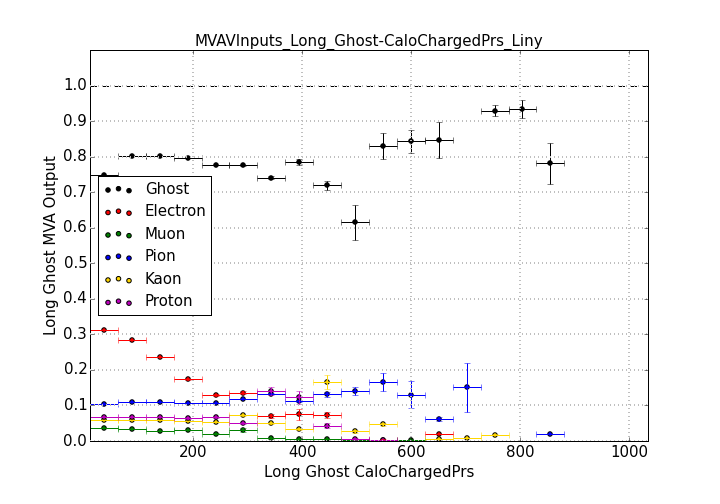 MVAVInputs_Long_Ghost-CaloChargedPrs_Liny
1.0
0.9
0.8
0.7
0.6
0.5
0.4
0.3
0.2
0.1
0.0
Long Ghost MVA Output
Ghost
Electron
Muon
Pion
Kaon
Proton
200
400
600
800
1000
Long Ghost CaloChargedPrs